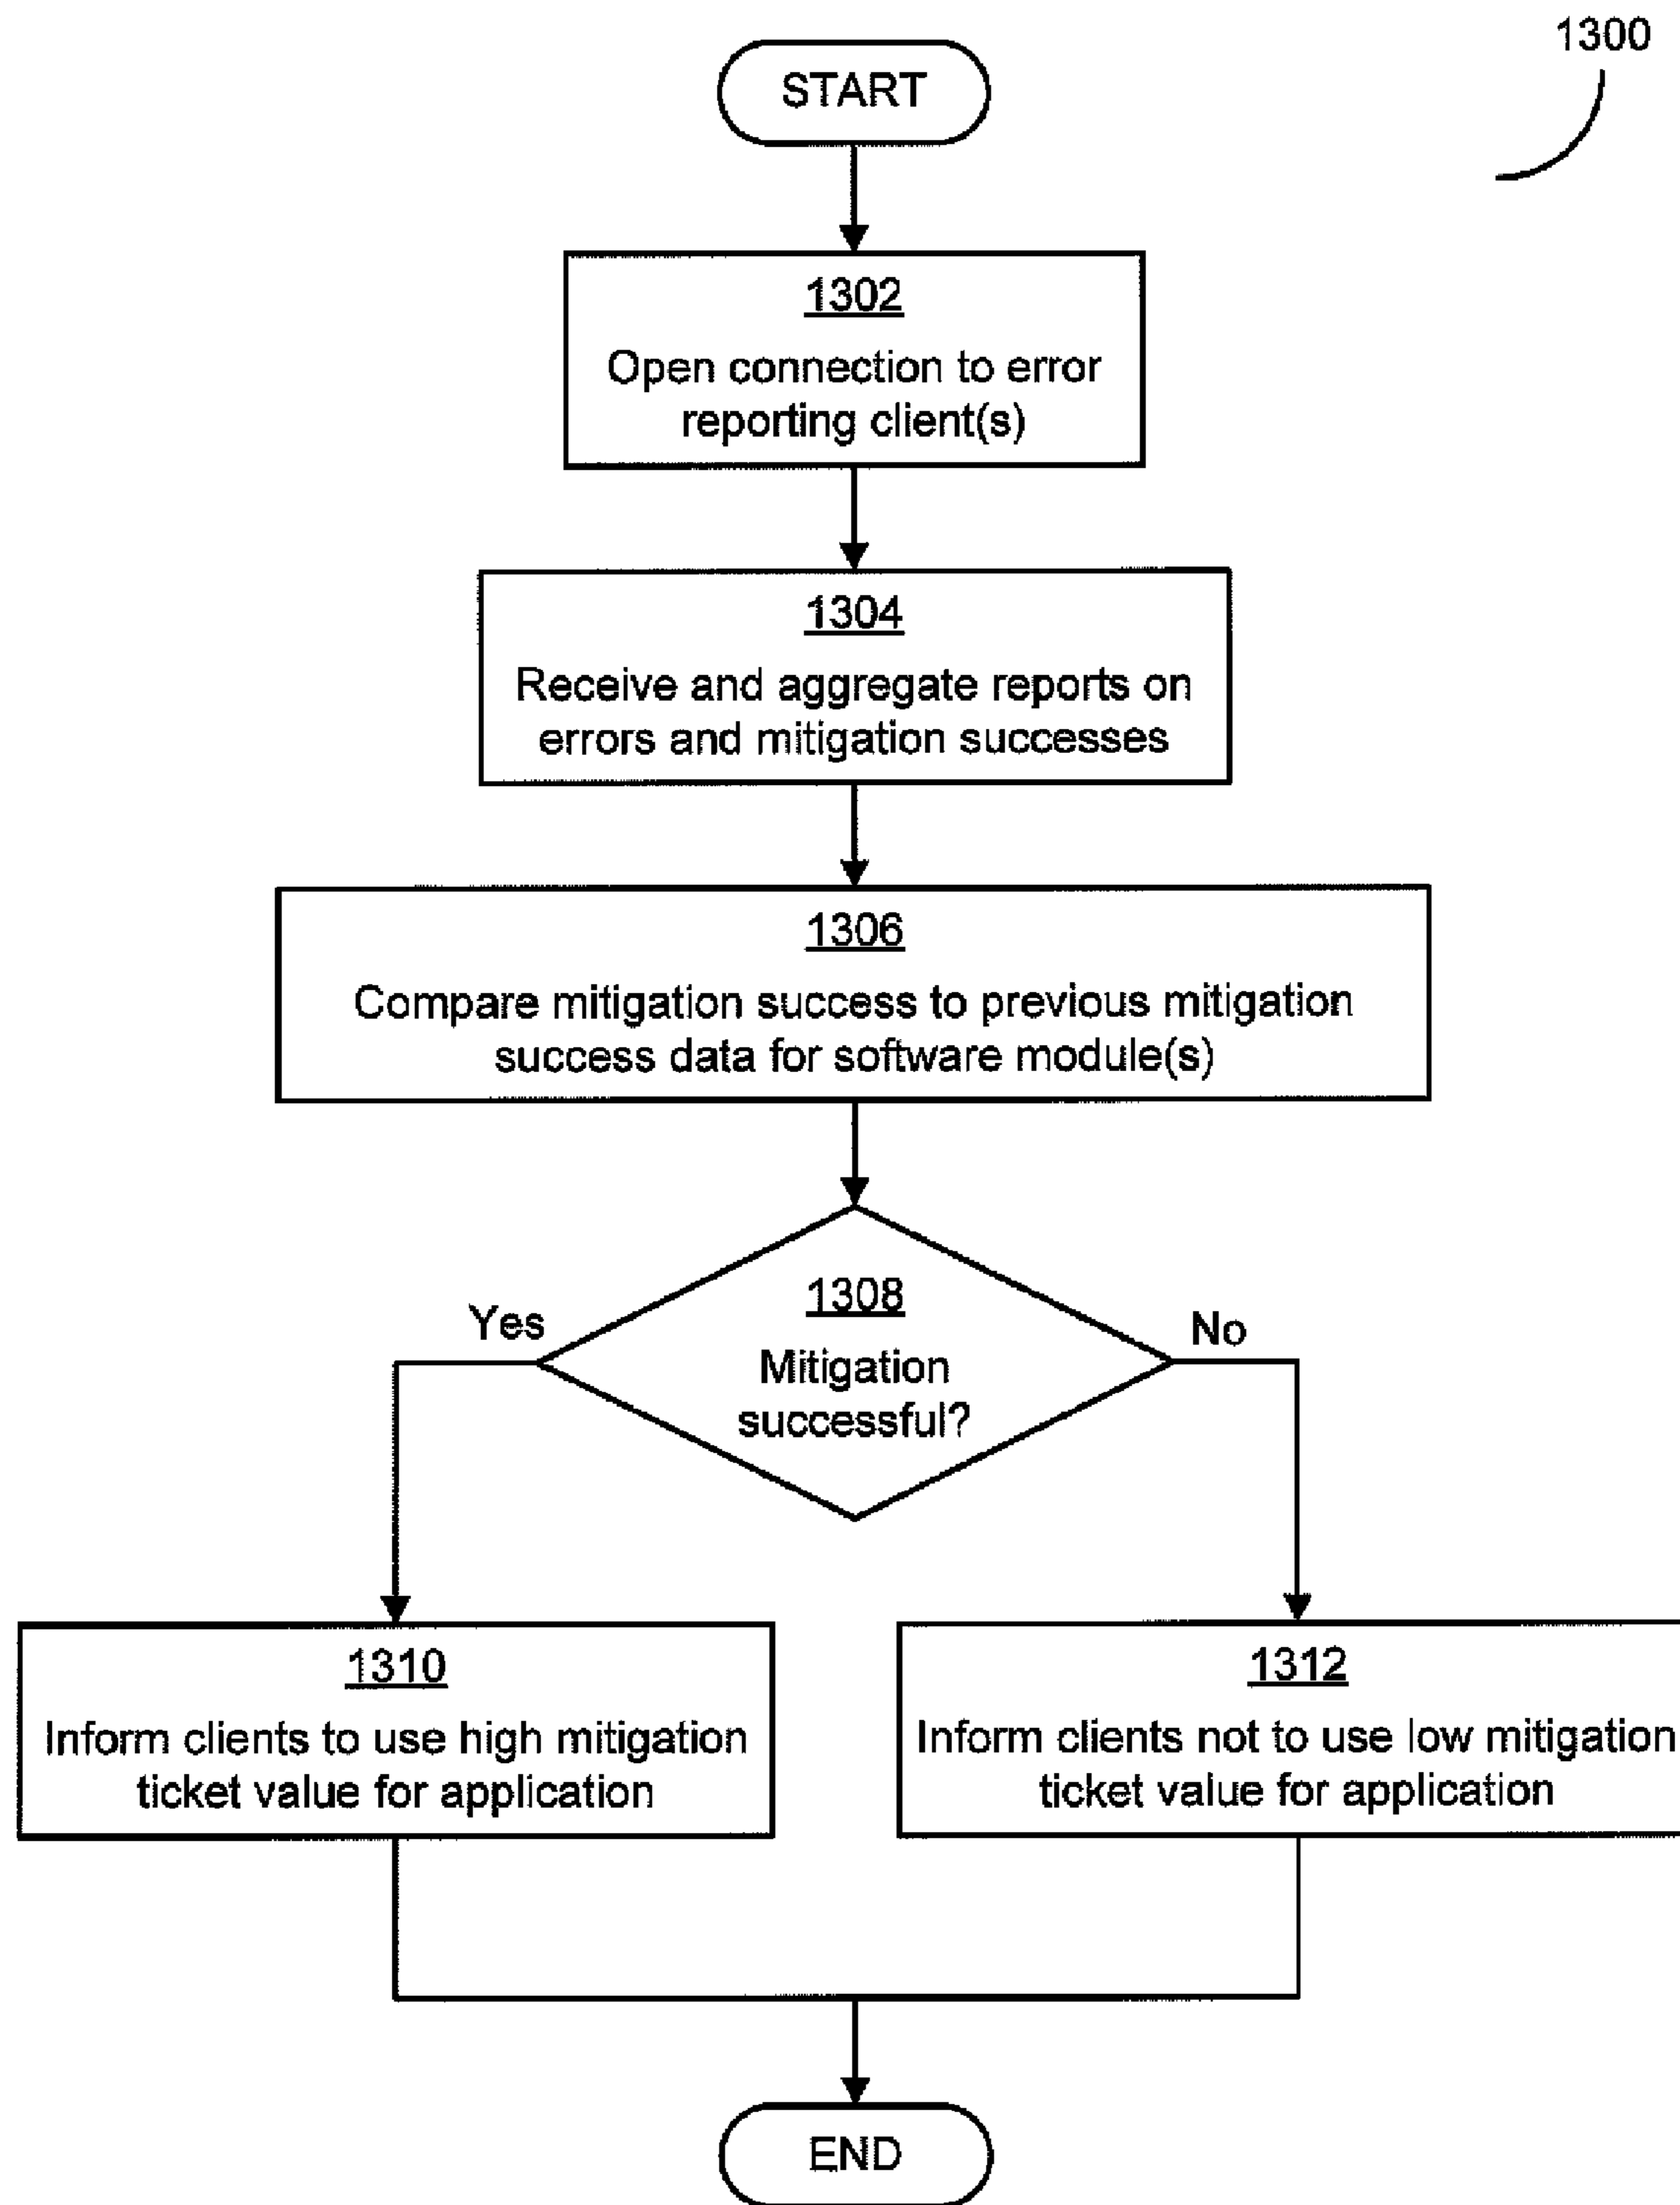 1300
START
1302
Open connection to error
reporting client(s)
1304
Receive and aggregate reports on
errors and mitigation successes
1306
Compare mitigation success to previous mitigation
success data for software module(s)
1308
Mitigation
successful?
Yes
No
1310
Inform clients to use high mitigation
ticket value for application
1312
Inform clients not to use low mitigation
ticket value for application
END